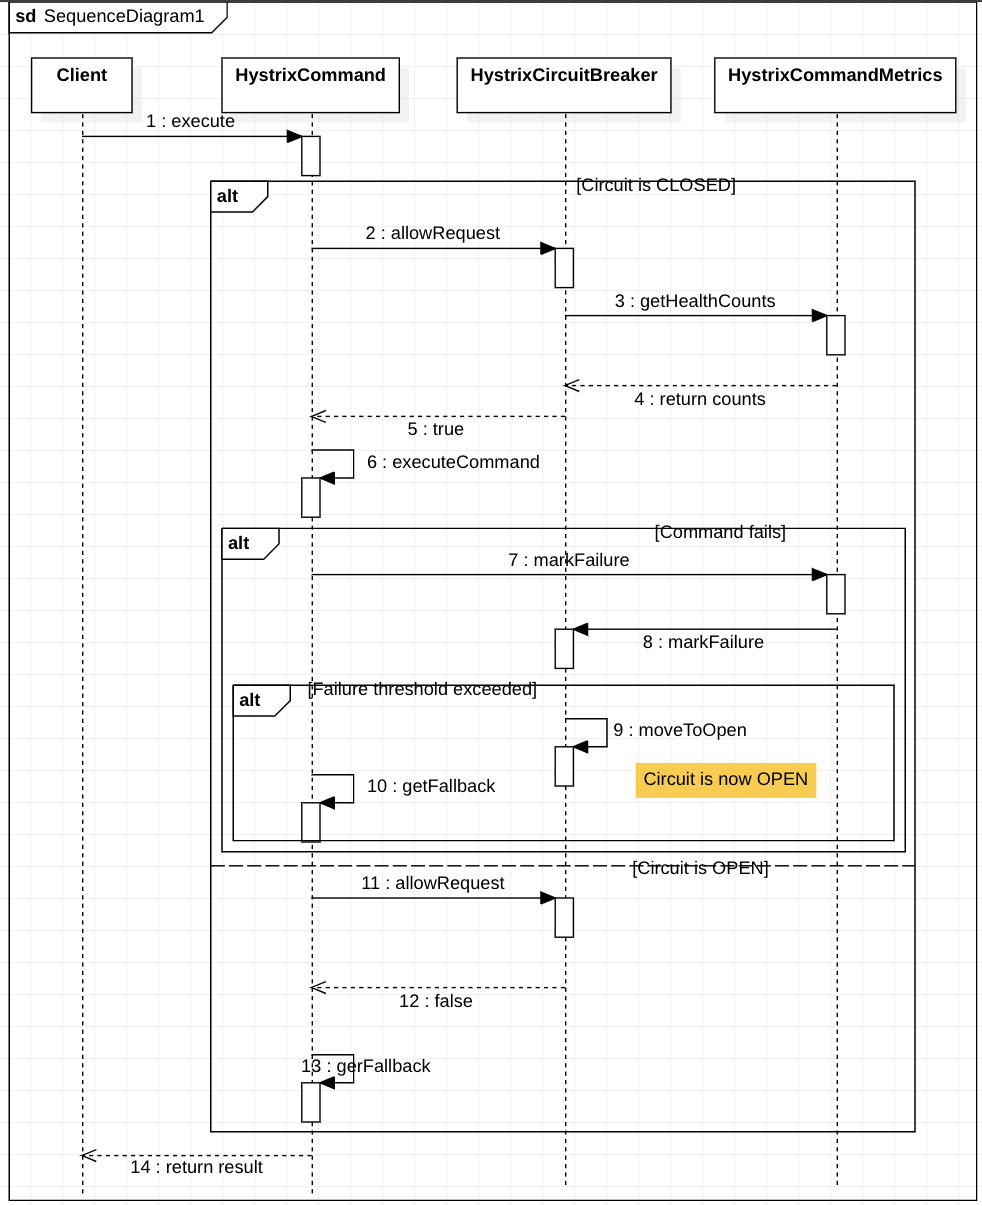 sd SequenceDiagram1
Client
HystrixCommand
HystrixCircuitBreaker
HystrixCommandMetrics
1 : execute
alt
[Circuit is CLOSED]
2 : allowRequest
3 : getHealthCounts
4 : return counts
5 : true
6 : executeCommand
alt
[Command fails]
7 : markFailure
8 : markFailure
alt
[Failure threshold exceeded]
9 : moveToOpen
Circuit is now OPEN
10 : getFallback
[Circuit is OPEN]
11 : allowRequest
12 : false
13 : gerFallback
14 : return result